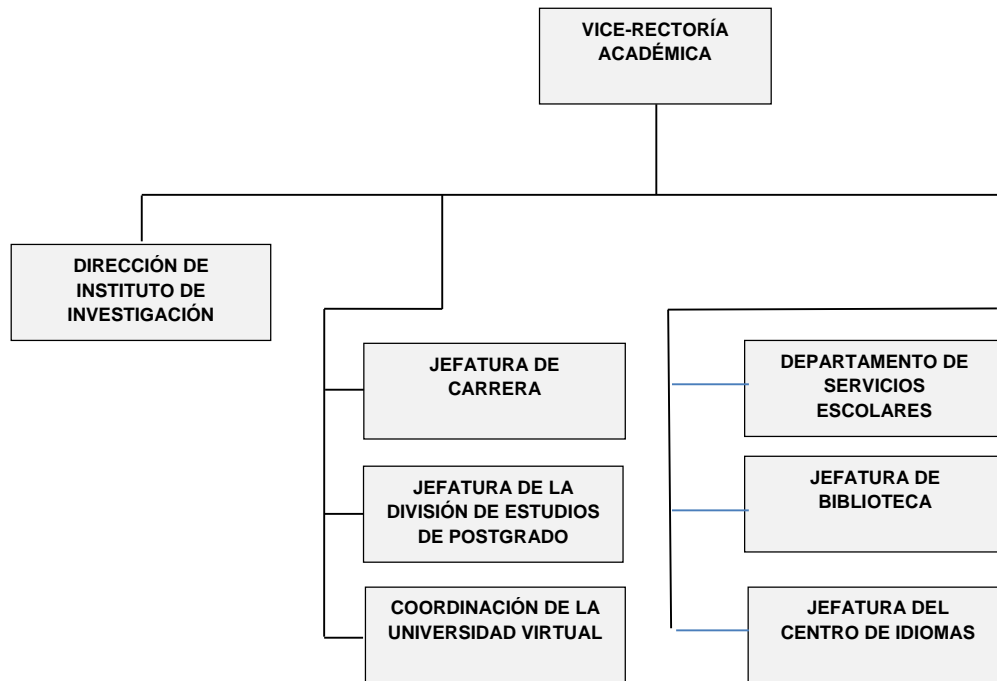 VICE-RECTORÍA
ACADÉMICA
DIRECCIÓN DE
INSTITUTO DE
INVESTIGACIÓN
JEFATURA DE
CARRERA
JEFATURA DE LA
DIVISIÓN DE ESTUDIOS
DE POSTGRADO
COORDINACIÓN DE LA
UNIVERSIDAD VIRTUAL
DEPARTAMENTO DE
SERVICIOS
ESCOLARES
JEFATURA DE
BIBLIOTECA
JEFATURA DEL
CENTRO DE IDIOMAS